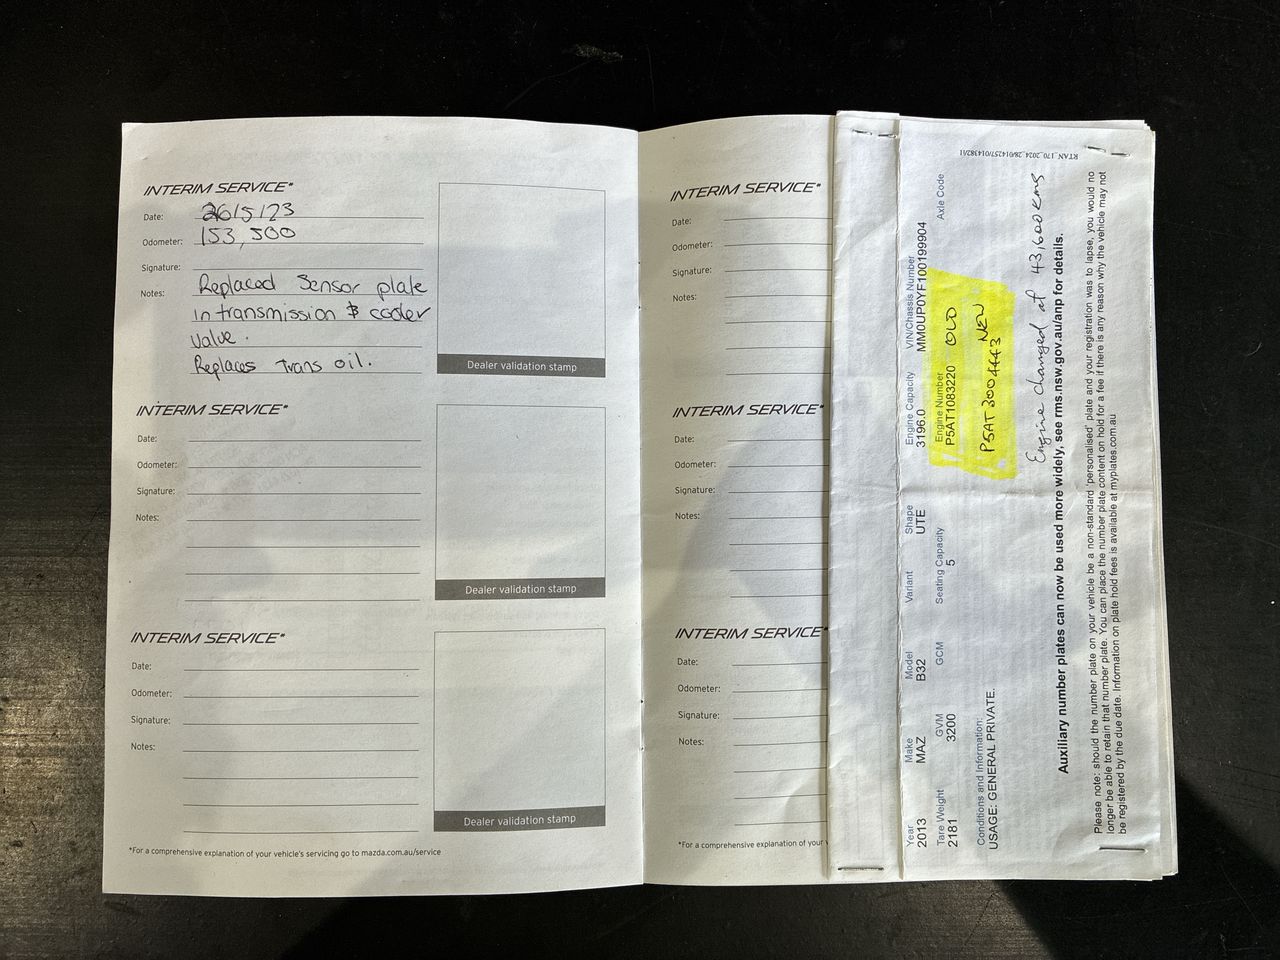 INTERIM SERVICE*
Date: 26/5/23
Odometer: 153,500
Signature:
Notes: Replaced Sensor plate
in transmission & cooler
valve.
Replaces Trans oil.
Dealer validation stamp
INTERIM SERVICE*
Date:
Odometer:
Signature:
Notes:
Dealer validation stamp
INTERIM SERVICE*
Date:
Odometer:
Signature:
Notes:
Dealer validation stamp
*For a comprehensive explanation of your vehicle's servicing go to mazda.com.au/service
INTERIM SERVICE*
Date:
Odometer:
Signature:
Notes:
INTERIM SERVICE*
Date:
Odometer:
Signature:
Notes:
INTERIM SERVICE*
Date:
Odometer:
Signature:
Notes:
*For a comprehensive explanation of your v
RTAN_170_2024_28/014257/014382/1
Year Make Model Variant Shape Engine Capacity VIN/Chassis Number
2013 MAZ B32 UTE 3196.0 MM0UP0YF100199904
Tare Weight GVM GCM Seating Capacity Engine Number Axle Code
2181 3200 5 P5AT1083220 OLD
P5AT3004443 NEW
Conditions and Information:
USAGE: GENERAL PRIVATE.
Engine changed at 43,600 kms
Auxiliary number plates can now be used more widely, see rms.nsw.gov.au/anp for details.
Please note: should the number plate on your vehicle be a non-standard 'personalised' plate and your registration was to lapse, you would no
longer be able to retain that number plate. You can place the number plate content on hold for a fee if there is any reason why the vehicle may not
be registered by the due date. Information on plate hold fees is available at myplates.com.au